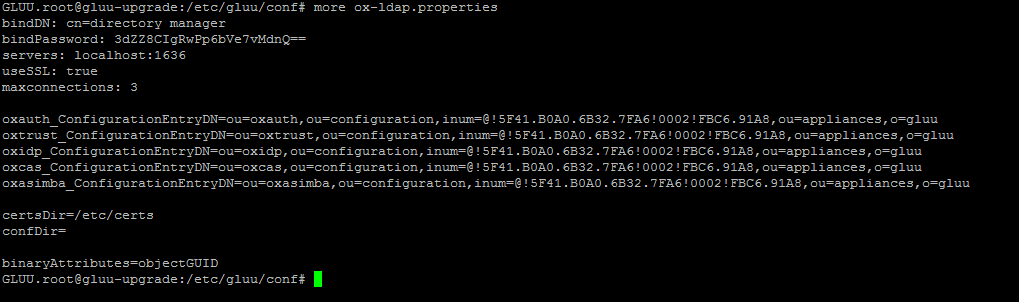 GLUU.root@gluu-upgrade:/etc/gluu/conf# more ox-ldap.properties
bindDN: cn=directory manager
bindPassword: 3dZZ8CIgRwPp6bVe7vMdnQ==
servers: localhost:1636
useSSL: true
maxconnections: 3
oxauth_ConfigurationEntryDN=ou=oxauth,ou=configuration,inum=@!5F41.B0A0.6B32.7FA6!0002!FBC6.91A8,ou=appliances,o=gluu
oxtrust_ConfigurationEntryDN=ou=oxtrust,ou=configuration,inum=@!5F41.B0A0.6B32.7FA6!0002!FBC6.91A8,ou=appliances,o=gluu
oxidp_ConfigurationEntryDN=ou=oxidp,ou=configuration,inum=@!5F41.B0A0.6B32.7FA6!0002!FBC6.91A8,ou=appliances,o=gluu
oxcas_ConfigurationEntryDN=ou=oxcas,ou=configuration,inum=@!5F41.B0A0.6B32.7FA6!0002!FBC6.91A8,ou=appliances,o=gluu
oxasimba_ConfigurationEntryDN=ou=oxasimba,ou=configuration,inum=@!5F41.B0A0.6B32.7FA6!0002!FBC6.91A8,ou=appliances,o=gluu
certsDir=/etc/certs
confDir=
binaryAttributes=objectGUID
GLUU.root@gluu-upgrade:/etc/gluu/conf#